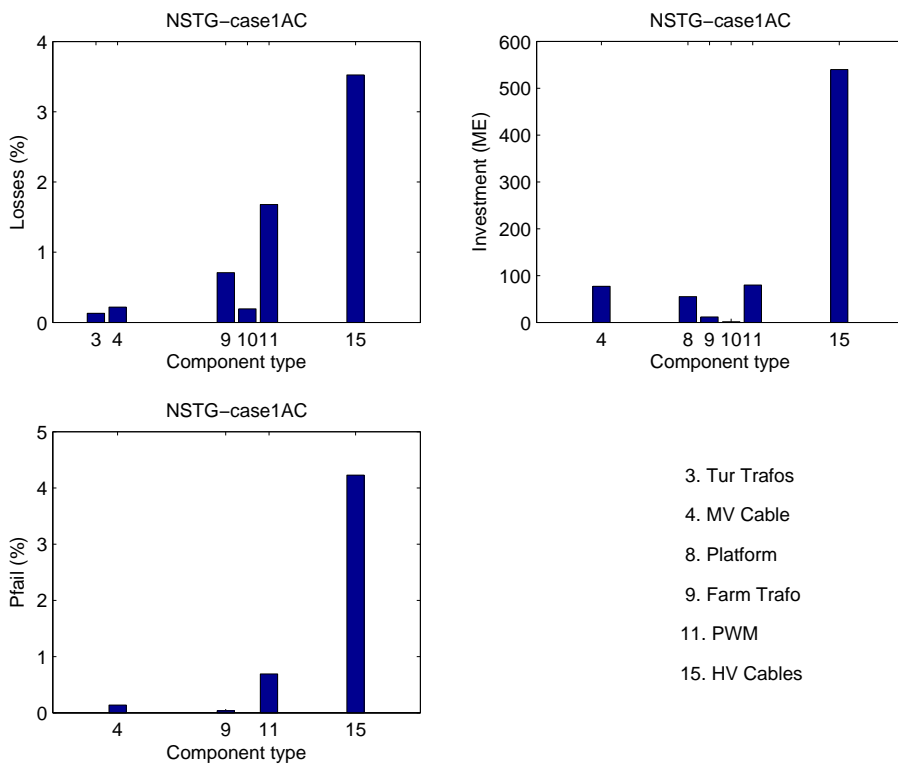 NSTG−case1AC
4
3
2
1
0
Losses (%)
3 4 9 10 11 15
Component type
NSTG−case1AC
600
500
400
300
200
100
0
Investment (ME)
4 8 9 10 11 15
Component type
NSTG−case1AC
5
4
3
2
1
0
Pfail (%)
4 9 11 15
Component type
3. Tur Trafos
4. MV Cable
8. Platform
9. Farm Trafo
11. PWM
15. HV Cables